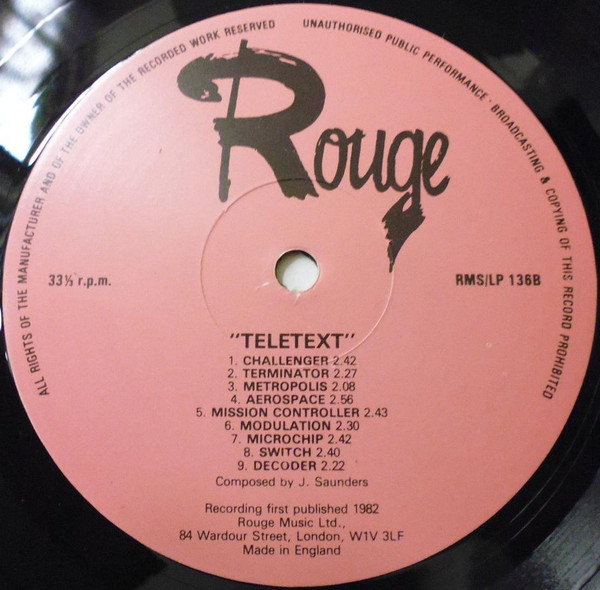 ALL RIGHTS OF THE MANUFACTURER AND OF THE OWNER OF THE RECORDED WORK RESERVED
UNAUTHORISED PUBLIC PERFORMANCE · BROADCASTING & COPYING OF THIS RECORD PROHIBITED
Rouge
33⅓ r.p.m.
RMS/LP 136B
"TELETEXT"
1. CHALLENGER 2.42
2. TERMINATOR 2.27
3. METROPOLIS 2.08
4. AEROSPACE 2.56
5. MISSION CONTROLLER 2.43
6. MODULATION 2.30
7. MICROCHIP 2.42
8. SWITCH 2.40
9. DECODER 2.22
Composed by J. Saunders
Recording first published 1982
Rouge Music Ltd.,
84 Wardour Street, London, W1V 3LF
Made in England